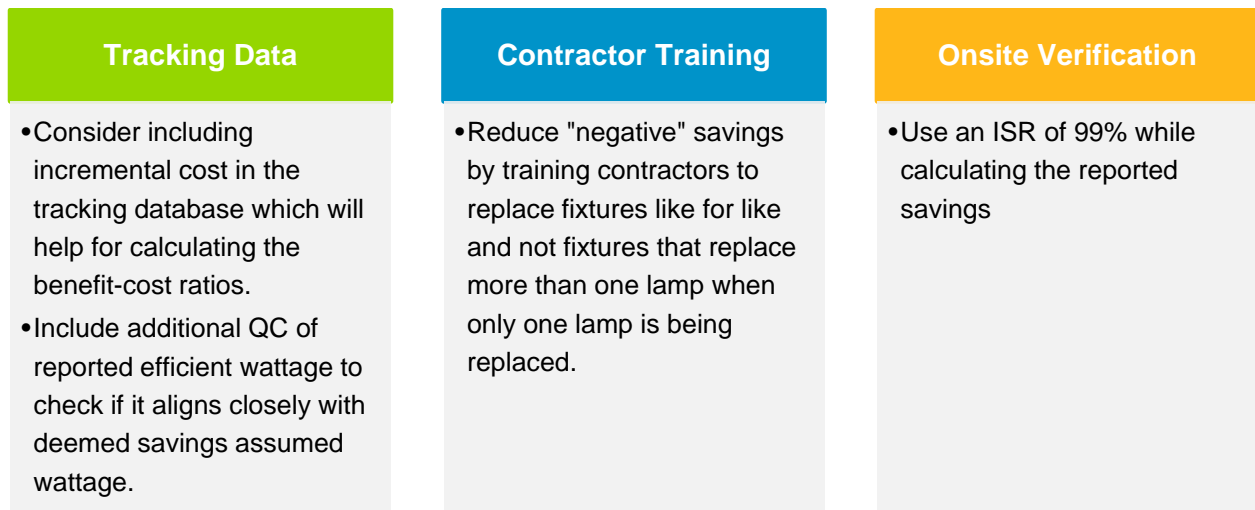 Tracking Data
•Consider including
incremental cost in the
tracking database which will
help for calculating the
benefit-cost ratios.
•Include additional QC of
reported efficient wattage to
check if it aligns closely with
deemed savings assumed
wattage.
Contractor Training
•Reduce "negative" savings
by training contractors to
replace fixtures like for like
and not fixtures that replace
more than one lamp when
only one lamp is being
replaced.
Onsite Verification
•Use an ISR of 99% while
calculating the reported
savings